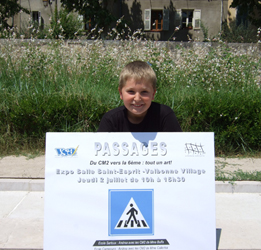 VSA
PASSAGES
Du CM2 vers la 6ème : tout un art!
Expo Salle Saint-Esprit -Valbonne Village
Jeudi 2 juillet de 10h à 16h30